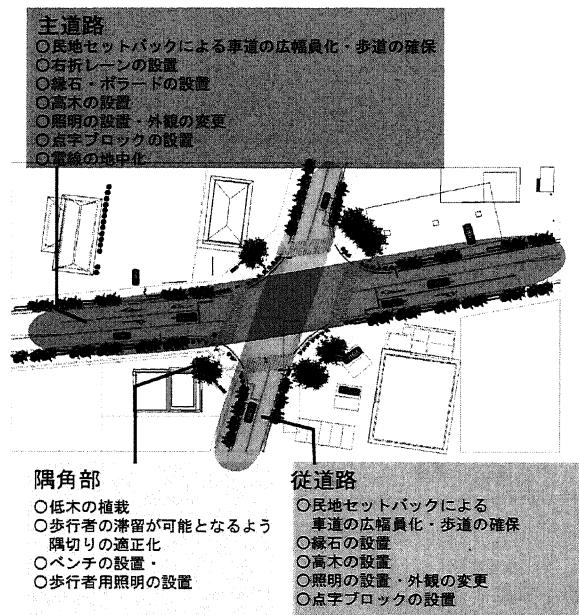 主道路
○民地セットバックによる車道の広幅員化・歩道の確保
○右折レーンの設置
○縁石・ボラードの設置
○高木の設置
○照明の設置・外観の変更
○点字ブロックの設置
○電線の地中化
隅角部
○低木の植栽
○歩行者の滞留が可能となるよう
隅切りの適正化
○ベンチの設置・
○歩行者用照明の設置
従道路
○民地セットバックによる
車道の広幅員化・歩道の確保
○縁石の設置
○高木の設置
○照明の設置・外観の変更
○点字ブロックの設置